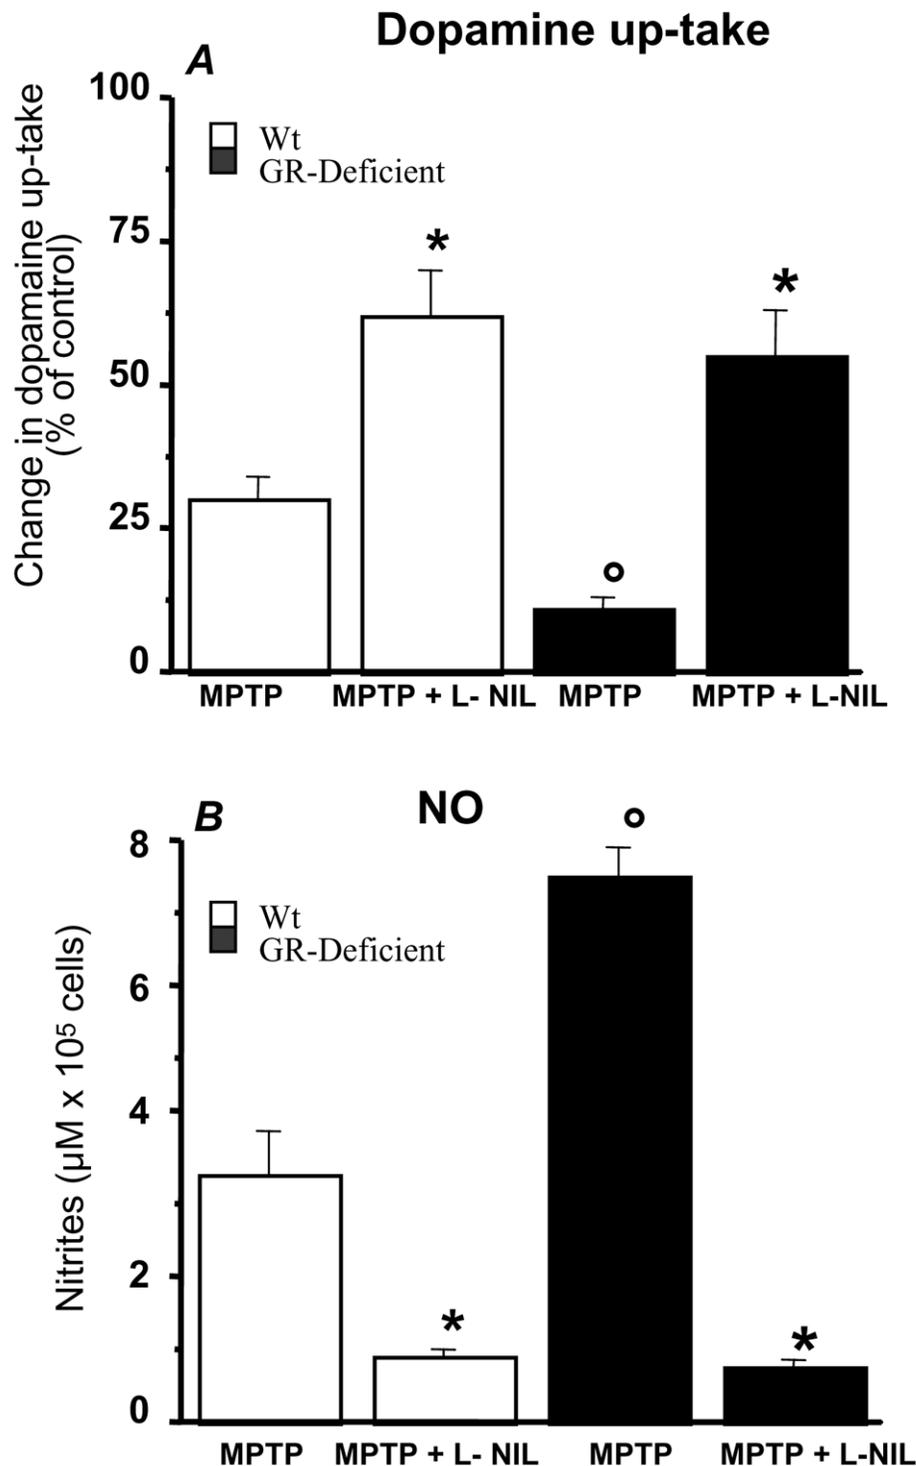 Dopamine up-take
A
Change in dopamaine up-take
(% of control)
100
75
50
25
0
Wt
GR-Deficient
*
*
°
MPTP
MPTP + L- NIL
MPTP
MPTP + L-NIL
B
NO
Nitrites (µM x 10⁵ cells)
8
6
4
2
0
Wt
GR-Deficient
°
*
*
MPTP
MPTP + L- NIL
MPTP
MPTP + L-NIL